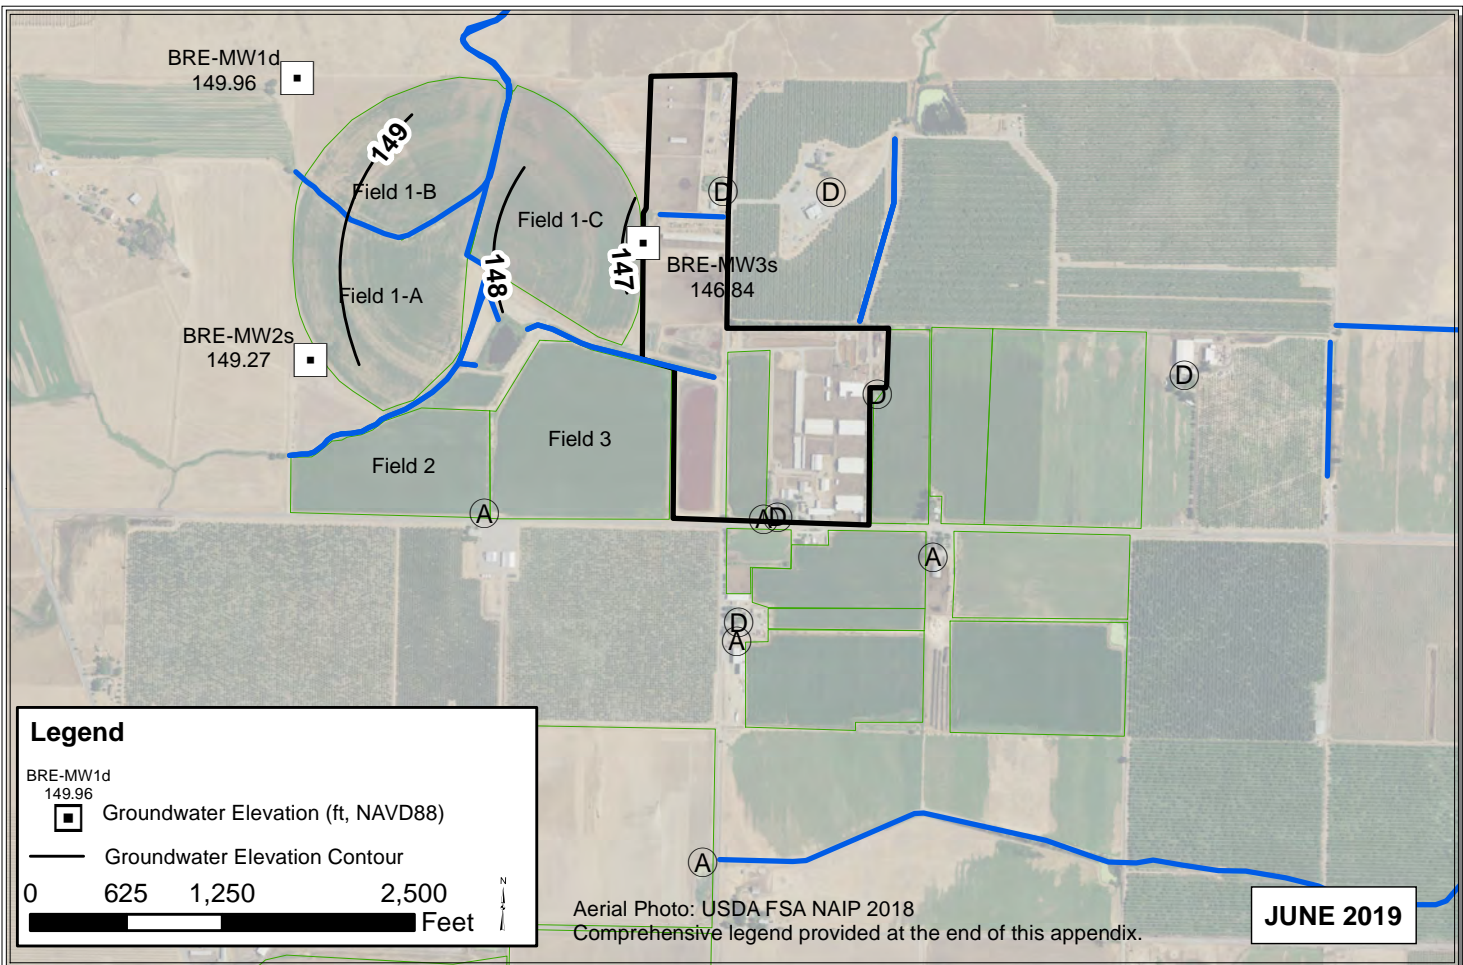 BRE-MW1d
149.96
149
Field 1-B
D
D
Field 1-C
BRE-MW3s
146.84
147
148
Field 1-A
BRE-MW2s
149.27
D
D
Field 3
Field 2
A
A
D
A
D
A
Legend
BRE-MW1d
149.96
Groundwater Elevation (ft, NAVD88)
Groundwater Elevation Contour
0 625 1,250 2,500
Feet
N
A
Aerial Photo: USDA FSA NAIP 2018
Comprehensive legend provided at the end of this appendix.
JUNE 2019